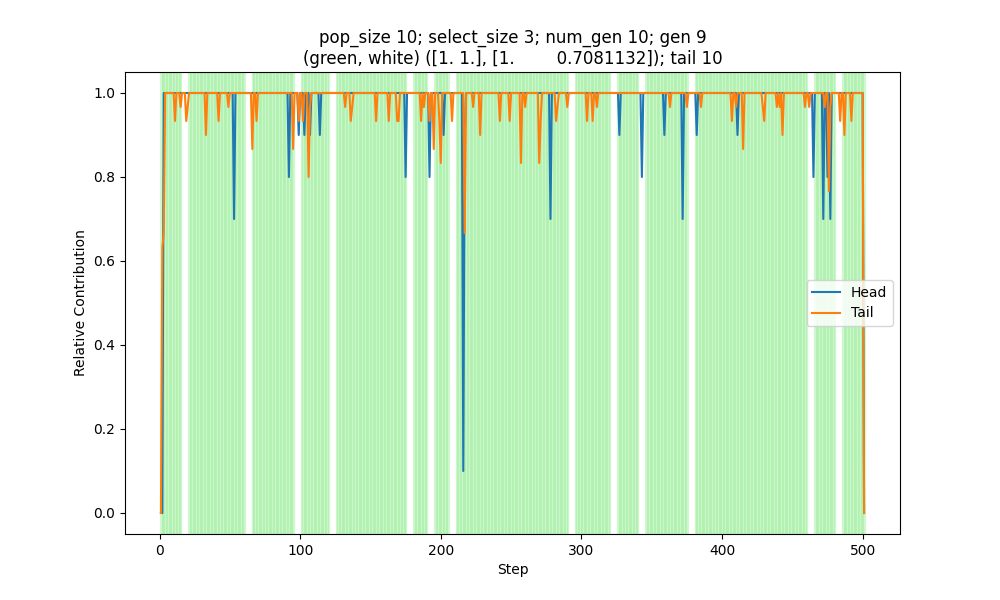 pop_size 10; select_size 3; num_gen 10; gen 9
(green, white) ([1. 1.], [1.        0.7081132]); tail 10
1.0
0.8
0.6
0.4
0.2
0.0
Relative Contribution
Head
Tail
0 100 200 300 400 500
Step